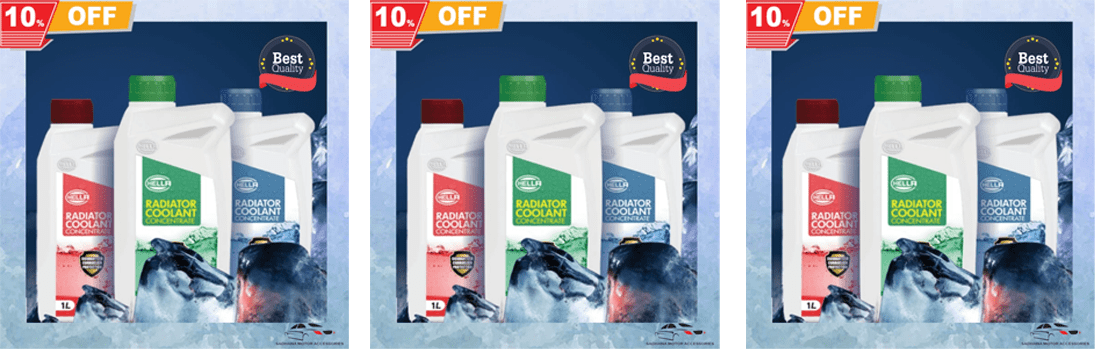 10% OFF
Best
Quality
HELLA
RADIATOR
COOLANT
CONCENTRATE
1L
HELLA
RADIATOR
COOLANT
CONCENTRATE
HELLA
RADIATOR
COOLANT
CONCENTRATE
10% OFF
Best
Quality
HELLA
RADIATOR
COOLANT
CONCENTRATE
1L
HELLA
RADIATOR
COOLANT
CONCENTRATE
HELLA
RADIATOR
COOLANT
CONCENTRATE
10% OFF
Best
Quality
HELLA
RADIATOR
COOLANT
CONCENTRATE
1L
HELLA
RADIATOR
COOLANT
CONCENTRATE
HELLA
RADIATOR
COOLANT
CONCENTRATE